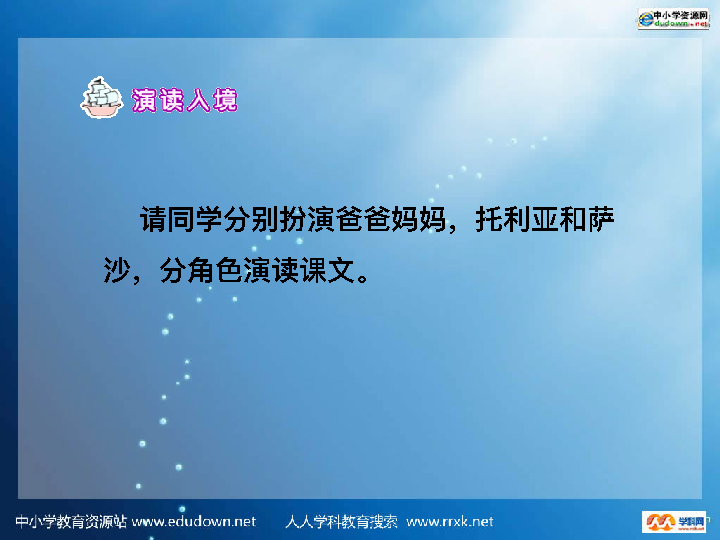 中小学资源网
edudown.net
演读入境
请同学分别扮演爸爸妈妈，托利亚和萨
沙，分角色演读课文。
中小学教育资源站 www.edudown.net 人人学科教育搜索 www.rrxk.net
学科网